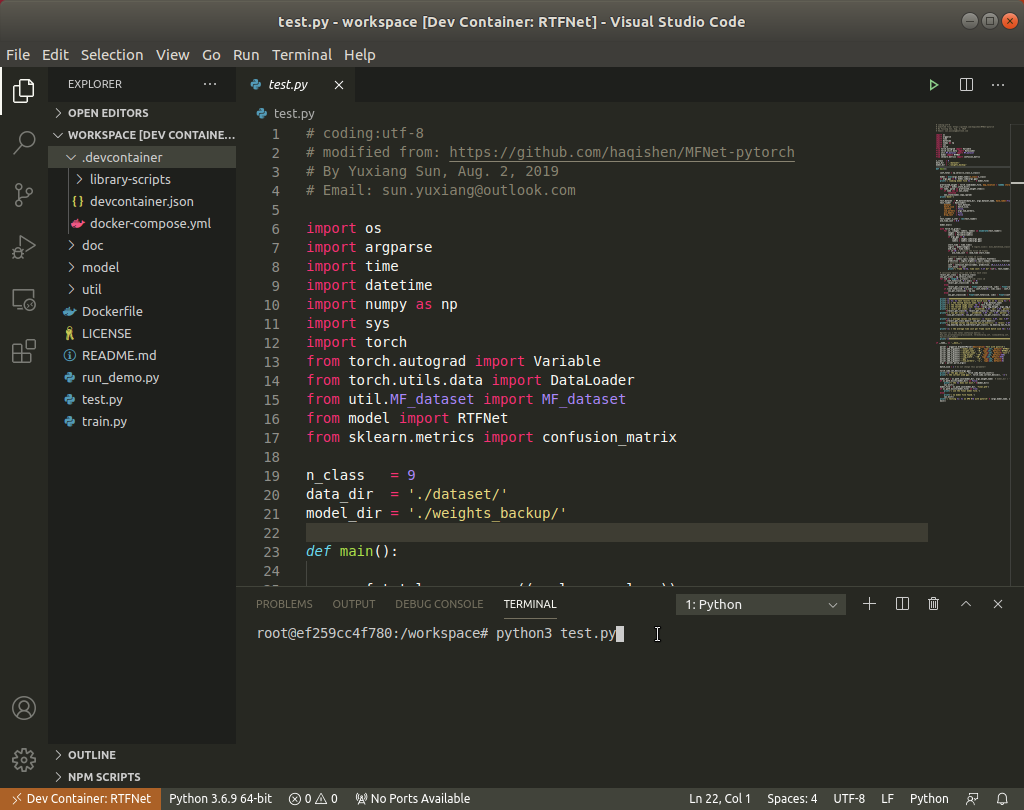 test.py - workspace [Dev Container: RTFNet] - Visual Studio Code
File Edit Selection View Go Run Terminal Help
EXPLORER
OPEN EDITORS
WORKSPACE [DEV CONTAINE...
.devcontainer
library-scripts
devcontainer.json
docker-compose.yml
doc
model
util
Dockerfile
LICENSE
README.md
run_demo.py
test.py
train.py
OUTLINE
NPM SCRIPTS
test.py
test.py
1 # coding:utf-8
2 # modified from: https://github.com/haqishen/MFNet-pytorch
3 # By Yuxiang Sun, Aug. 2, 2019
4 # Email: sun.yuxiang@outlook.com
5
6 import os
7 import argparse
8 import time
9 import datetime
10 import numpy as np
11 import sys
12 import torch
13 from torch.autograd import Variable
14 from torch.utils.data import DataLoader
15 from util.MF_dataset import MF_dataset
16 from model import RTFNet
17 from sklearn.metrics import confusion_matrix
18
19 n_class   = 9
20 data_dir  = './dataset/'
21 model_dir = './weights_backup/'
22
23 def main():
24
PROBLEMS OUTPUT DEBUG CONSOLE TERMINAL 1: Python
root@ef259cc4f780:/workspace# python3 test.py
Dev Container: RTFNet Python 3.6.9 64-bit 0 0 No Ports Available Ln 22, Col 1 Spaces: 4 UTF-8 LF Python